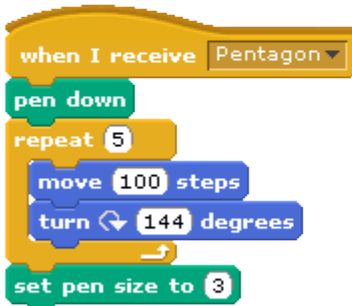 when I receive Pentagon
pen down
repeat 5
move 100 steps
turn 144 degrees
set pen size to 3